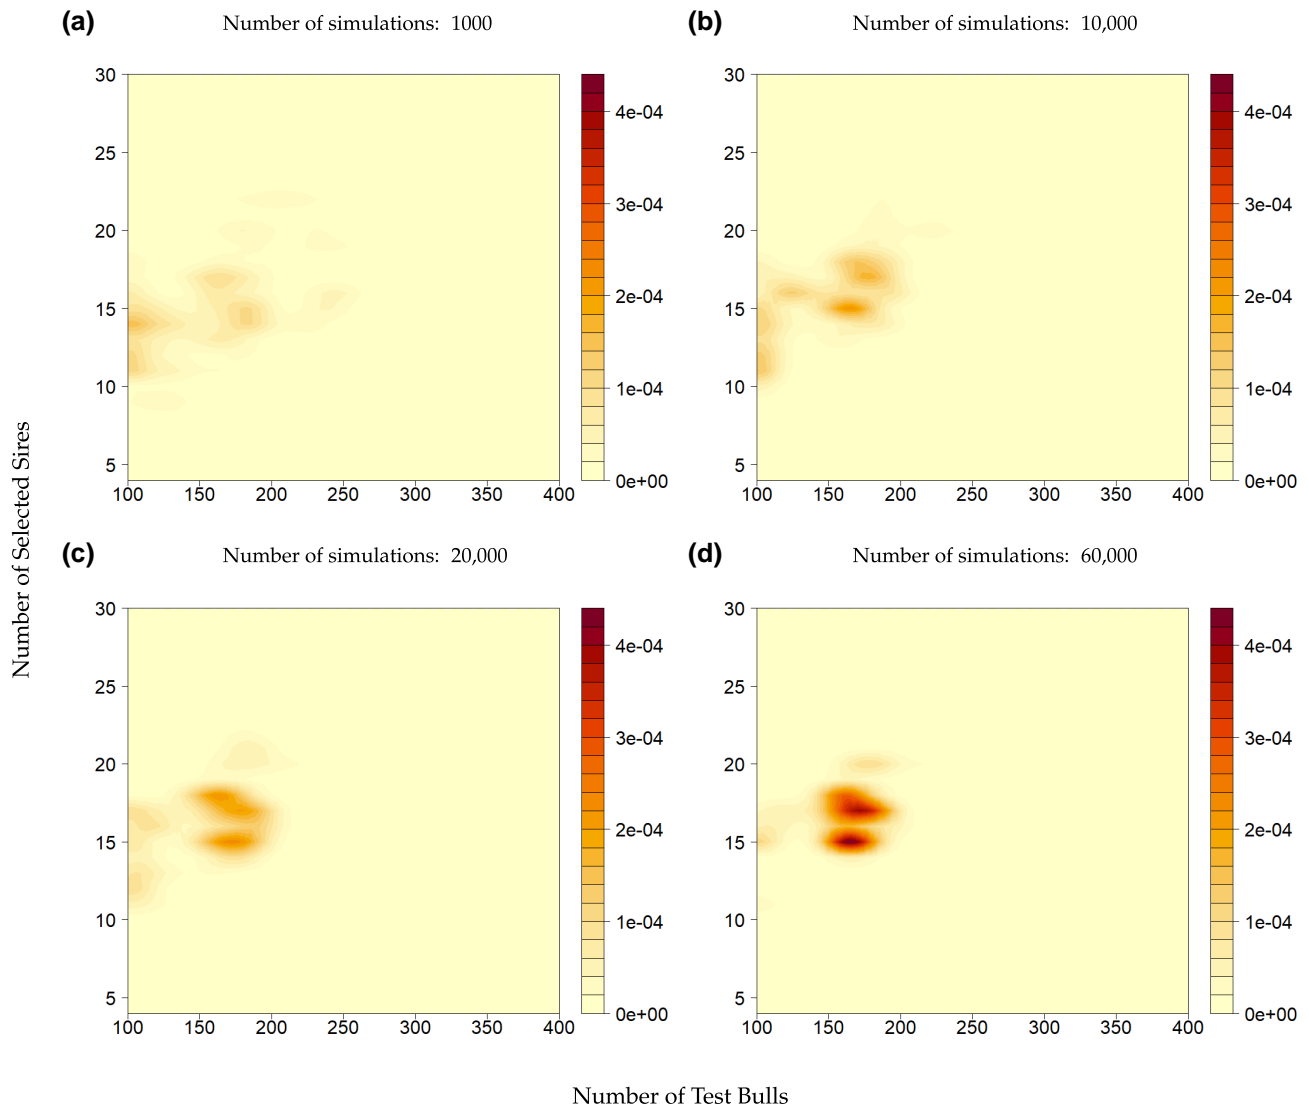 (a) Number of simulations: 1000
(b) Number of simulations: 10,000
30
25
20
15
10
5
100 150 200 250 300 350 400
4e-04
3e-04
2e-04
1e-04
0e+00
30
25
20
15
10
5
100 150 200 250 300 350 400
4e-04
3e-04
2e-04
1e-04
0e+00
Number of Selected Sires
(c) Number of simulations: 20,000
(d) Number of simulations: 60,000
30
25
20
15
10
5
100 150 200 250 300 350 400
4e-04
3e-04
2e-04
1e-04
0e+00
30
25
20
15
10
5
100 150 200 250 300 350 400
4e-04
3e-04
2e-04
1e-04
0e+00
Number of Test Bulls